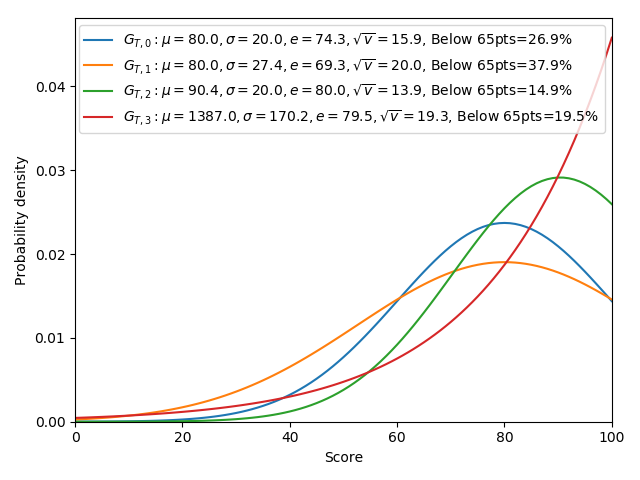 G_{T,0}: μ = 80.0, σ = 20.0, e = 74.3, √v = 15.9, Below 65pts=26.9%
G_{T,1}: μ = 80.0, σ = 27.4, e = 69.3, √v = 20.0, Below 65pts=37.9%
G_{T,2}: μ = 90.4, σ = 20.0, e = 80.0, √v = 13.9, Below 65pts=14.9%
G_{T,3}: μ = 1387.0, σ = 170.2, e = 79.5, √v = 19.3, Below 65pts=19.5%
Probability density
0.04
0.03
0.02
0.01
0.00
0 20 40 60 80 100
Score